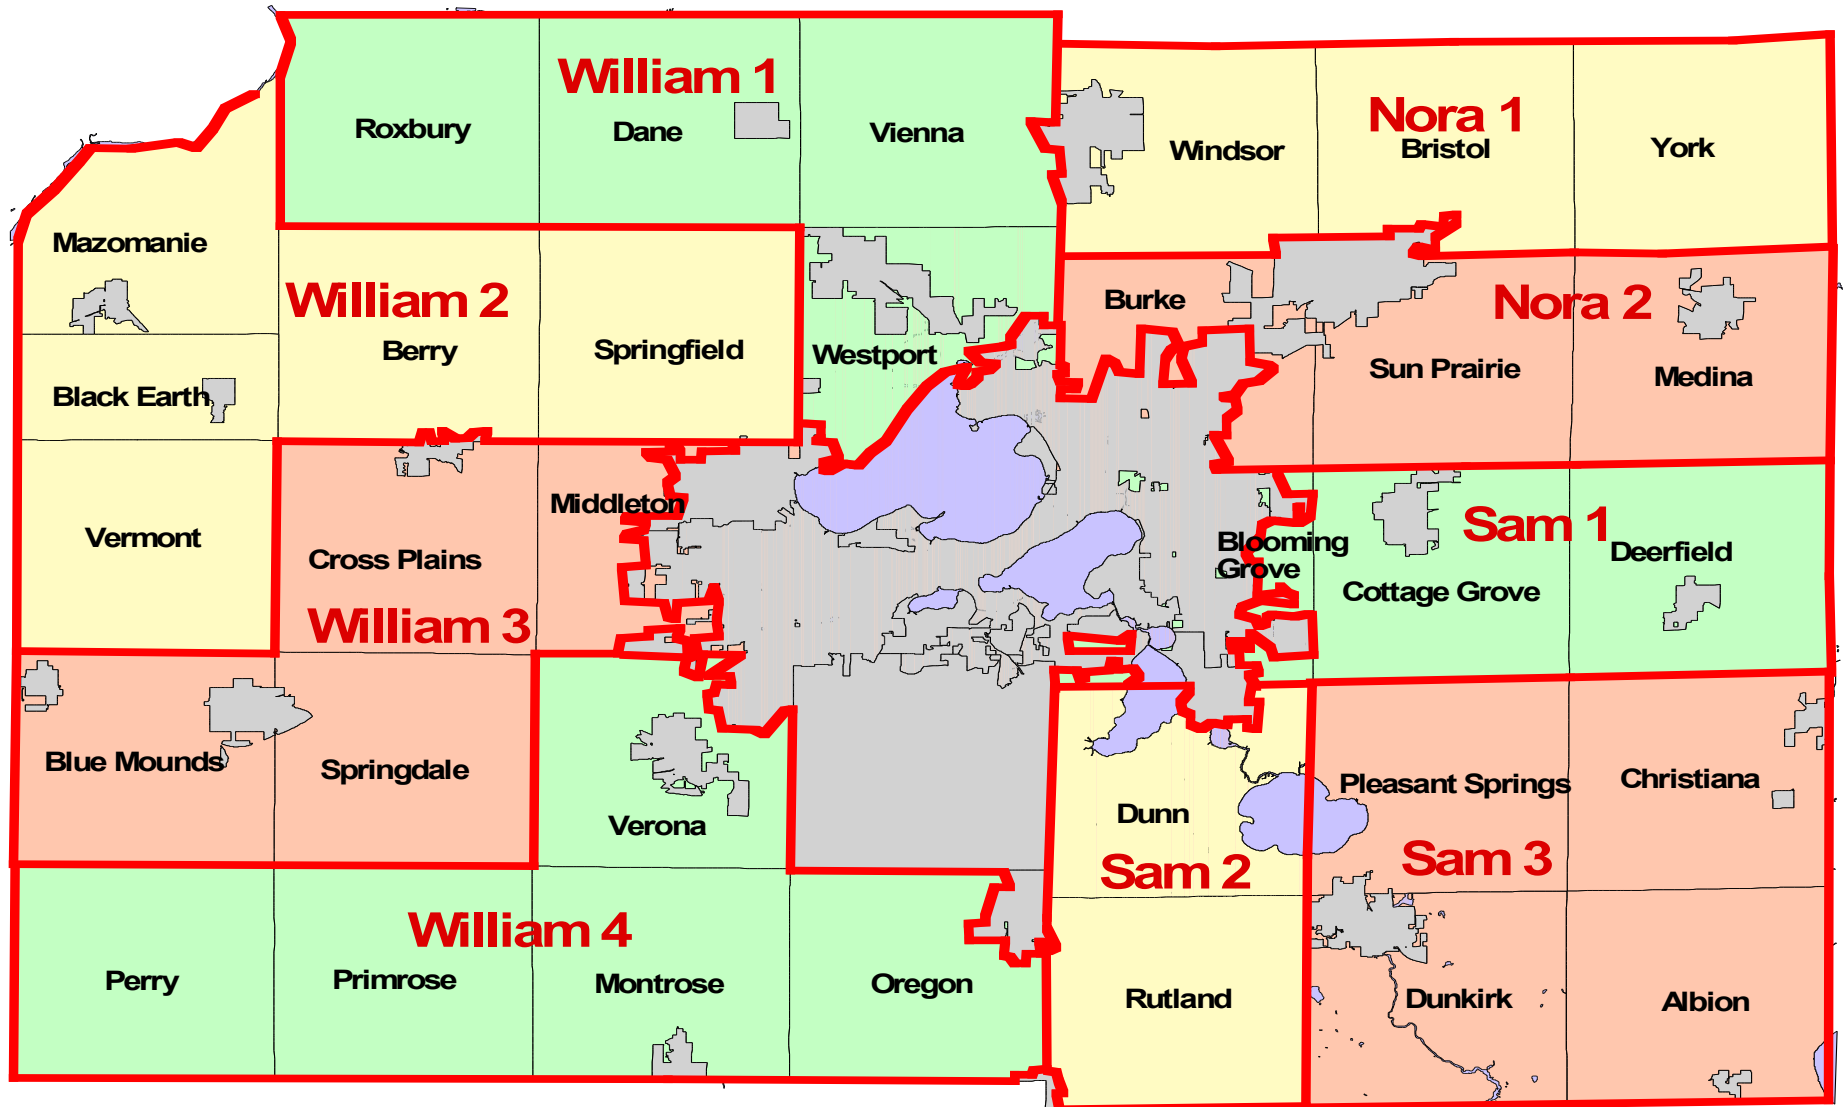 William 1
Roxbury
Dane
Vienna
Nora 1
Windsor
Bristol
York
Mazomanie
William 2
Berry
Springfield
Westport
Burke
Nora 2
Sun Prairie
Medina
Black Earth
Vermont
Middleton
Cross Plains
William 3
Blooming
Grove
Sam 1
Deerfield
Cottage Grove
Blue Mounds
Springdale
Verona
Dunn
Sam 2
Pleasant Springs
Christiana
Sam 3
William 4
Perry
Primrose
Montrose
Oregon
Rutland
Dunkirk
Albion